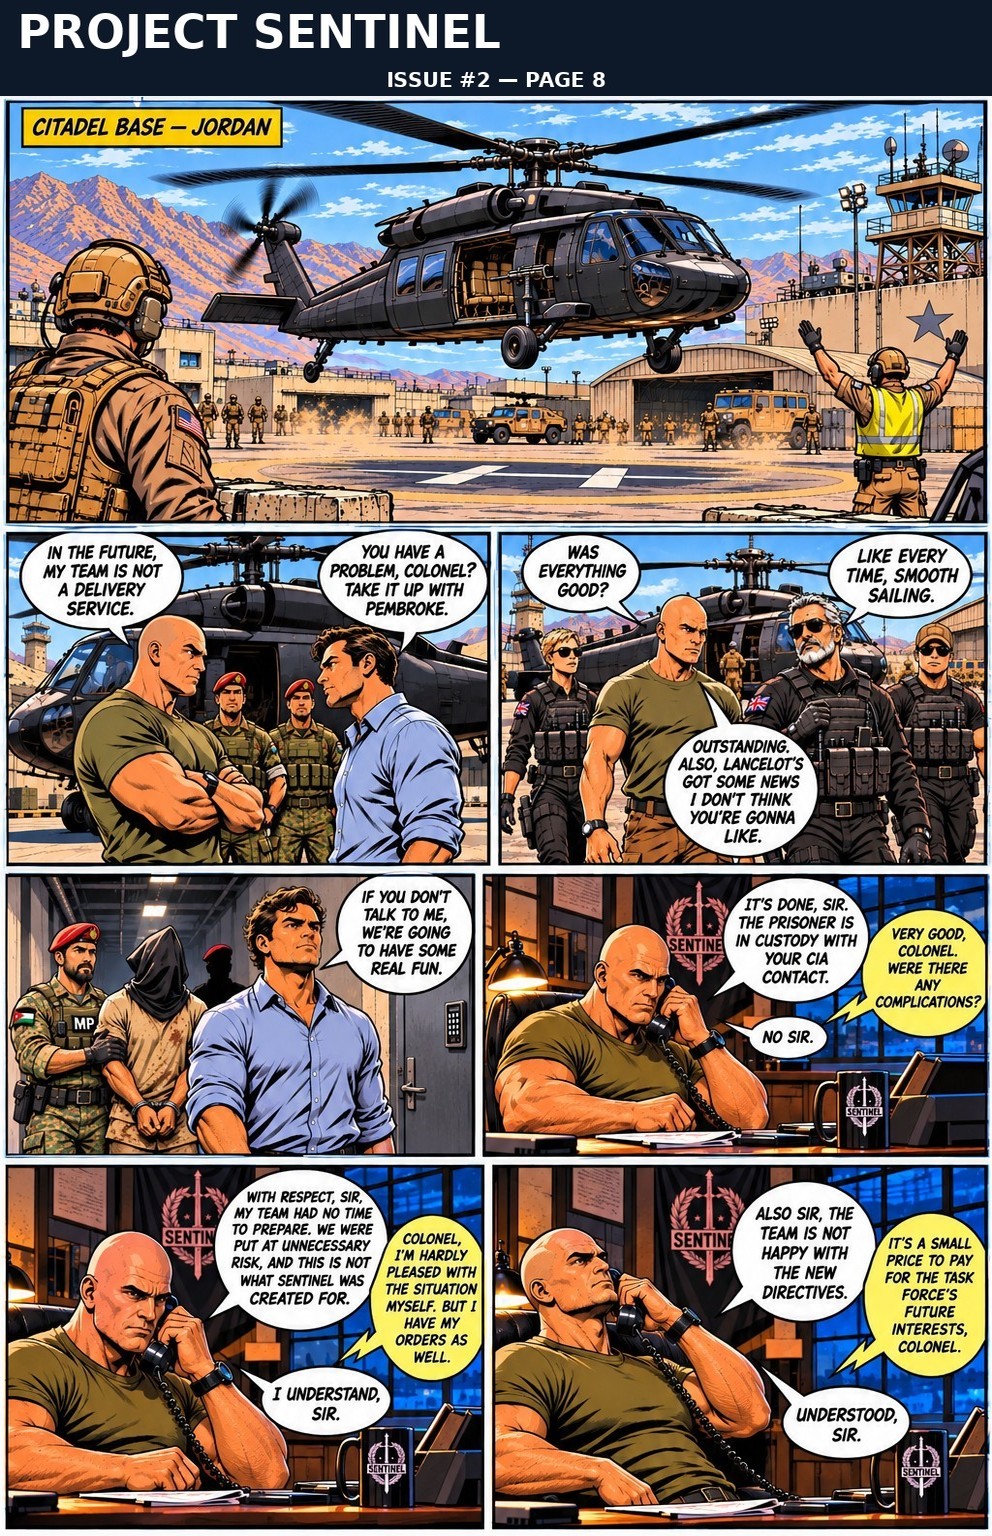 PROJECT SENTINEL
ISSUE #2 — PAGE 8
CITADEL BASE – JORDAN
IN THE FUTURE,
MY TEAM IS NOT
A DELIVERY
SERVICE.
YOU HAVE A
PROBLEM, COLONEL?
TAKE IT UP WITH
PEMBROKE.
WAS
EVERYTHING
GOOD?
LIKE EVERY
TIME, SMOOTH
SAILING.
OUTSTANDING.
ALSO, LANCELOT'S
GOT SOME NEWS
I DON'T THINK
YOU'RE GONNA
LIKE.
MP
IF YOU DON'T
TALK TO ME,
WE'RE GOING
TO HAVE SOME
REAL FUN.
SENTINE
IT'S DONE, SIR.
THE PRISONER IS
IN CUSTODY WITH
YOUR CIA
CONTACT.
VERY GOOD,
COLONEL.
WERE THERE
ANY
COMPLICATIONS?
NO SIR.
SENTINEL
SENTIN
WITH RESPECT, SIR,
MY TEAM HAD NO TIME
TO PREPARE. WE WERE
PUT AT UNNECESSARY
RISK, AND THIS IS NOT
WHAT SENTINEL WAS
CREATED FOR.
COLONEL,
I'M HARDLY
PLEASED WITH
THE SITUATION
MYSELF. BUT I
HAVE MY
ORDERS AS
WELL.
I UNDERSTAND,
SIR.
SENTINEL
SENTINE
ALSO SIR, THE
TEAM IS NOT
HAPPY WITH
THE NEW
DIRECTIVES.
IT'S A SMALL
PRICE TO PAY
FOR THE TASK
FORCE'S
FUTURE
INTERESTS,
COLONEL.
UNDERSTOOD,
SIR.
SENTINEL